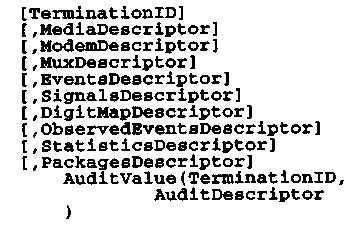 [TerminationID]
[,MediaDescriptor]
[,ModemDescriptor]
[,MuxDescriptor]
[,EventsDescriptor]
[,SignalsDescriptor]
[,DigitMapDescriptor]
[,ObservedEventsDescriptor]
[,StatisticsDescriptor]
[,PackagesDescriptor]
AuditValue(TerminationID,
AuditDescriptor
)